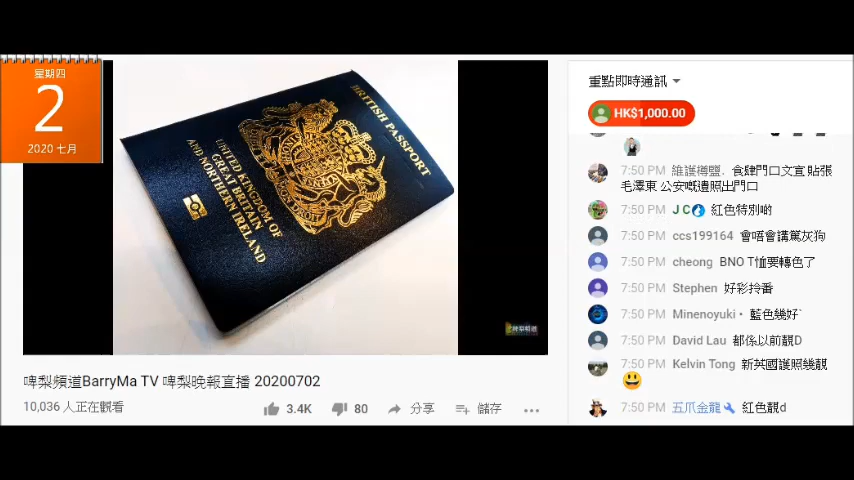 星期四
2
2020 七月
BRITISH PASSPORT
UNITED KINGDOM OF
GREAT BRITAIN
AND NORTHERN IRELAND
啤梨頻道BarryMa TV 啤梨晚報直播 20200702
10,036 人正在觀看
3.4K
80
分享
儲存
重點即時通訊
HK$1,000.00
7:50 PM 維護樽鹽. 食肆門口文宣 貼張
毛澤東 公安嘅遺照出門口
7:50 PM J C 紅色特別啲
7:50 PM ccs199164 會唔會講篤灰狗
7:50 PM cheong BNO T恤要轉色了
7:50 PM Stephen 好彩拎番
7:50 PM Minenoyuki・ 藍色幾好`
7:50 PM David Lau 都係以前靚D
7:50 PM Kelvin Tong 新英國護照幾靚
7:50 PM 五爪金龍 紅色靚d